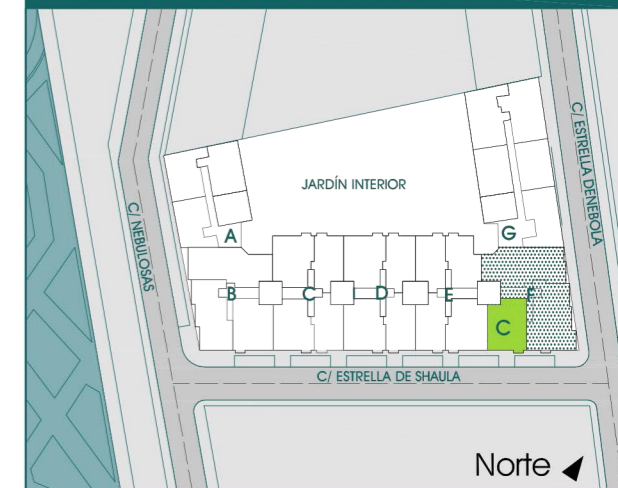 C/ ESTRELLA DENEBOLA
JARDÍN INTERIOR
C/ NEBULOSAS
A
G
B
C
D
E
F
C
C/ ESTRELLA DE SHAULA
Norte